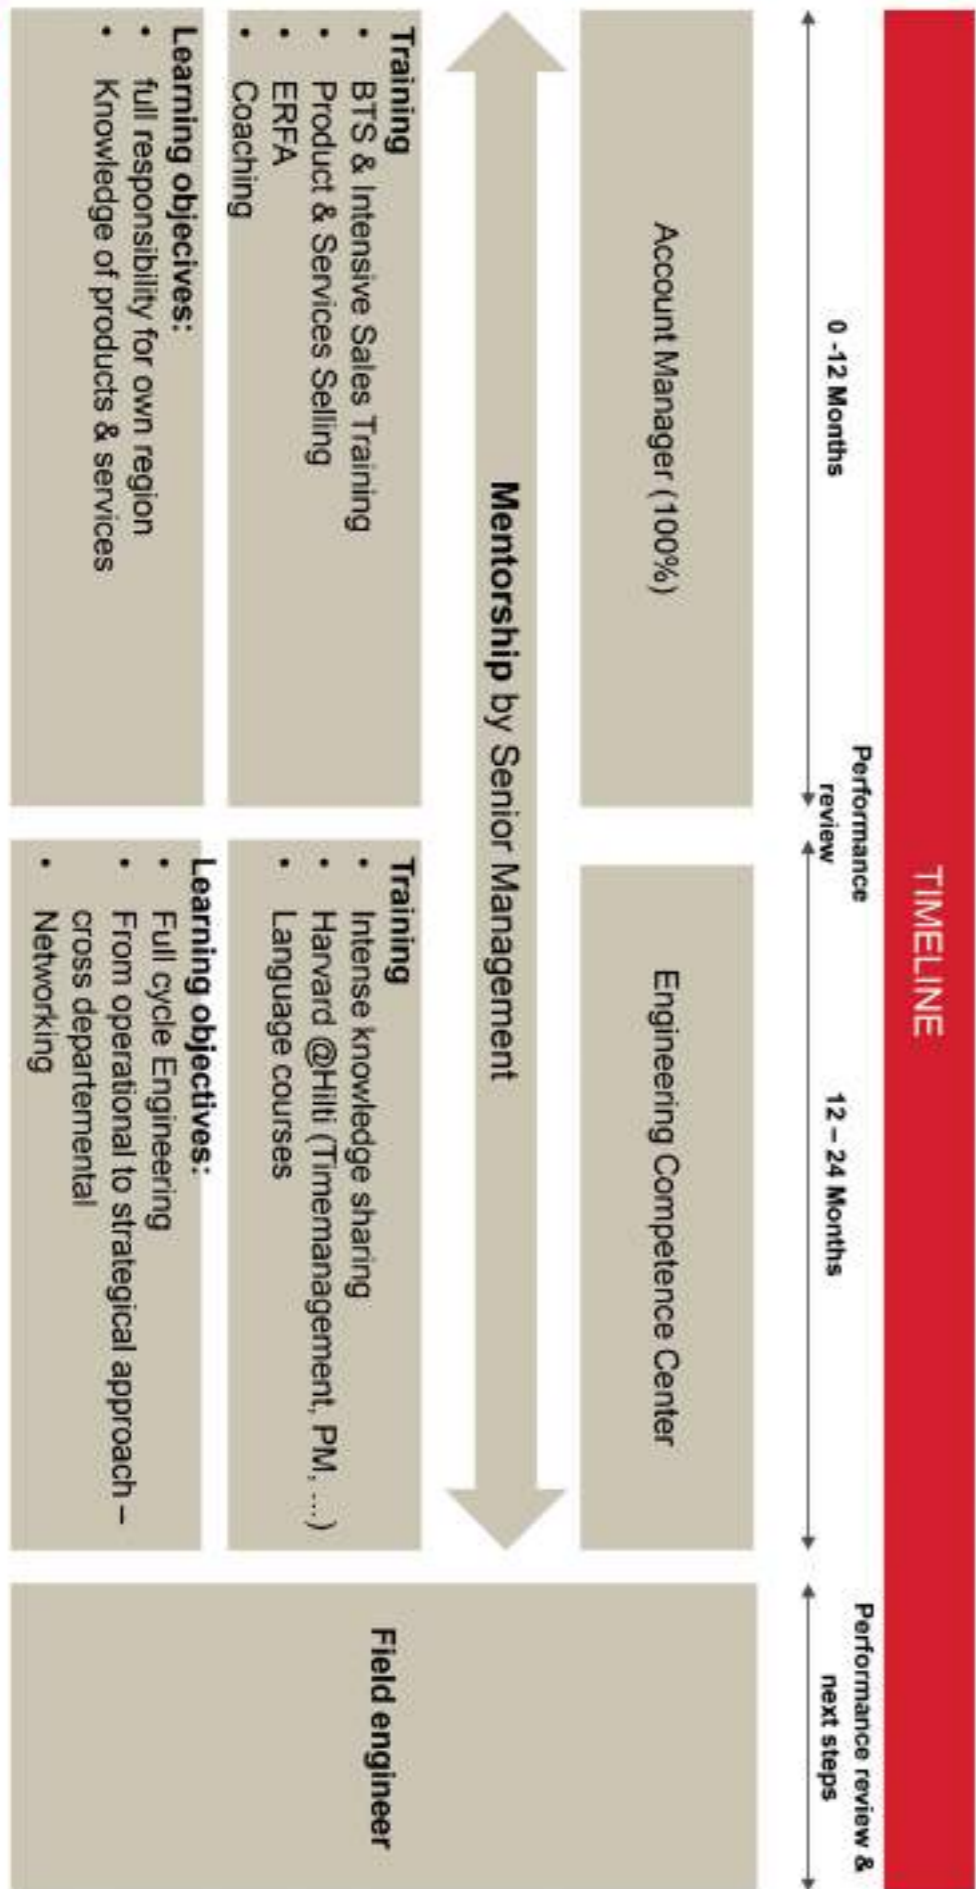 TIMELINE
0 -12 Months
Performance
review
12 – 24 Months
Performance review &
next steps
Account Manager (100%)
Engineering Competence Center
Mentorship by Senior Management
Training
• BTS & Intensive Sales Training
• Product & Services Selling
• ERFA
• Coaching
Learning objecives:
• full responsibility for own region
• Knowledge of products & services
Training
• Intense knowledge sharing
• Harvard @Hilti (Timemanagement, PM, ...)
• Language courses
Learning objectives:
• Full cycle Engineering
• From operational to strategical approach –
cross departemental
• Networking
Field engineer